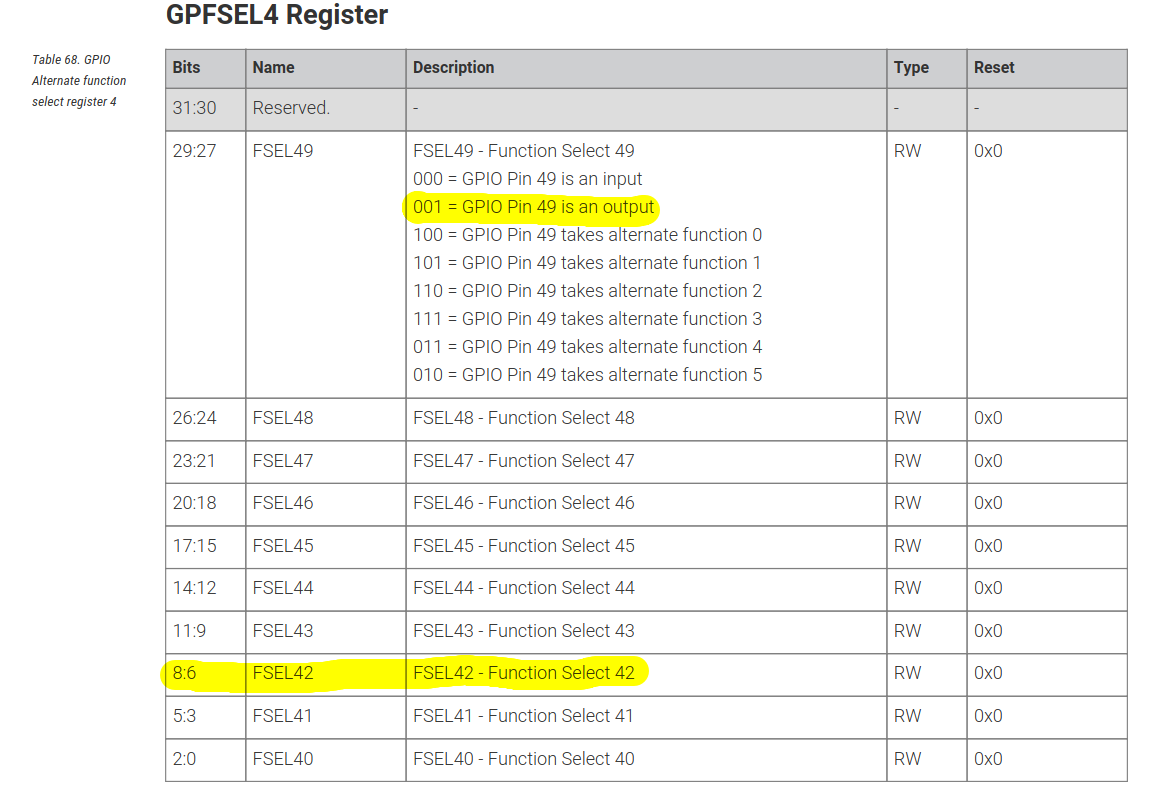 GPFSEL4 Register
Table 68. GPIO
Alternate function
select register 4
Bits Name Description Type Reset
31:30 Reserved. - - -
29:27 FSEL49 FSEL49 - Function Select 49 RW 0x0
000 = GPIO Pin 49 is an input
001 = GPIO Pin 49 is an output
100 = GPIO Pin 49 takes alternate function 0
101 = GPIO Pin 49 takes alternate function 1
110 = GPIO Pin 49 takes alternate function 2
111 = GPIO Pin 49 takes alternate function 3
011 = GPIO Pin 49 takes alternate function 4
010 = GPIO Pin 49 takes alternate function 5
26:24 FSEL48 FSEL48 - Function Select 48 RW 0x0
23:21 FSEL47 FSEL47 - Function Select 47 RW 0x0
20:18 FSEL46 FSEL46 - Function Select 46 RW 0x0
17:15 FSEL45 FSEL45 - Function Select 45 RW 0x0
14:12 FSEL44 FSEL44 - Function Select 44 RW 0x0
11:9 FSEL43 FSEL43 - Function Select 43 RW 0x0
8:6 FSEL42 FSEL42 - Function Select 42 RW 0x0
5:3 FSEL41 FSEL41 - Function Select 41 RW 0x0
2:0 FSEL40 FSEL40 - Function Select 40 RW 0x0